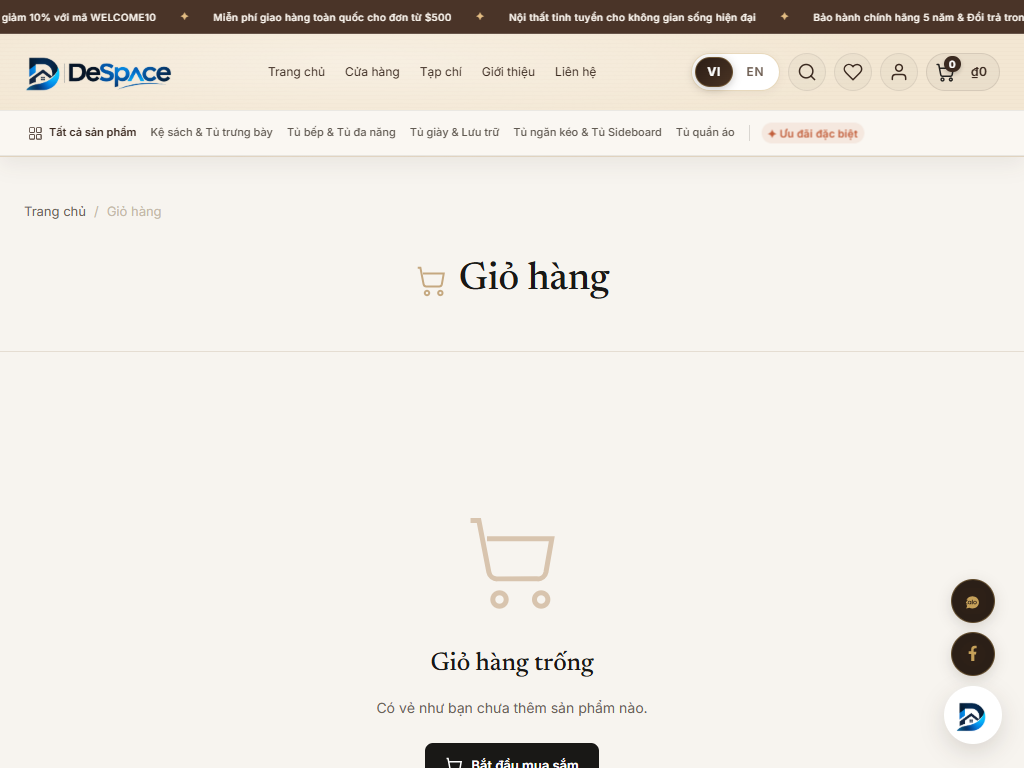 giảm 10% với mã WELCOME10 ✦ Miễn phí giao hàng toàn quốc cho đơn từ $500 ✦ Nội thất tinh tuyển cho không gian sống hiện đại ✦ Bảo hành chính hãng 5 năm & Đổi trả tron
DeSpace
Trang chủ Cửa hàng Tạp chí Giới thiệu Liên hệ
VI EN
0 ₫0
Tất cả sản phẩm Kệ sách & Tủ trưng bày Tủ bếp & Tủ đa năng Tủ giày & Lưu trữ Tủ ngăn kéo & Tủ Sideboard Tủ quần áo ✦ Ưu đãi đặc biệt
Trang chủ / Giỏ hàng
Giỏ hàng
Zalo
Giỏ hàng trống
Có vẻ như bạn chưa thêm sản phẩm nào.
Bắt đầu mua sắm